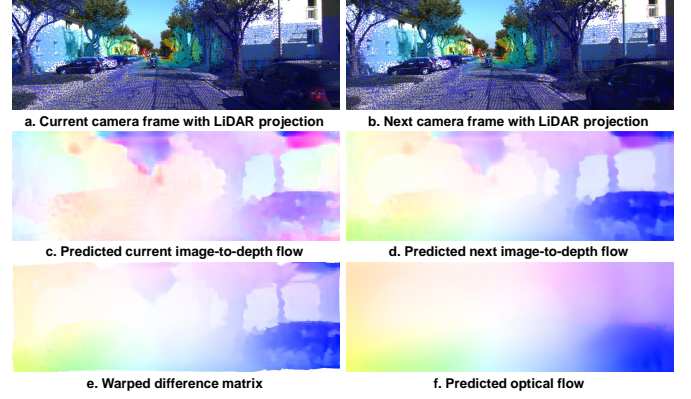 a. Current camera frame with LiDAR projection
b. Next camera frame with LiDAR projection
c. Predicted current image-to-depth flow
d. Predicted next image-to-depth flow
e. Warped difference matrix
f. Predicted optical flow